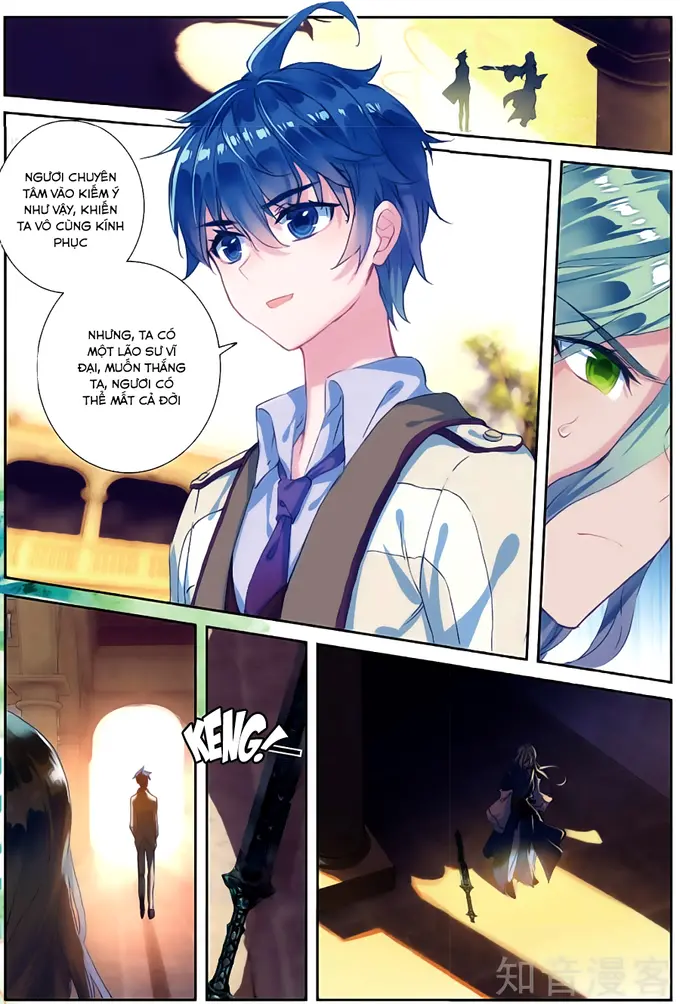 NGƯƠI CHUYÊN
TÂM VÀO KIẾM Ý
NHƯ VẬY, KHIẾN
TA VÔ CÙNG KÍNH
PHỤC
NHƯNG, TA CÓ
MỘT LÃO SƯ VĨ
ĐẠI, MUỐN THẮNG
TA, NGƯƠI CÓ
THỂ MẤT CẢ ĐỜI
KENG!
知音漫客